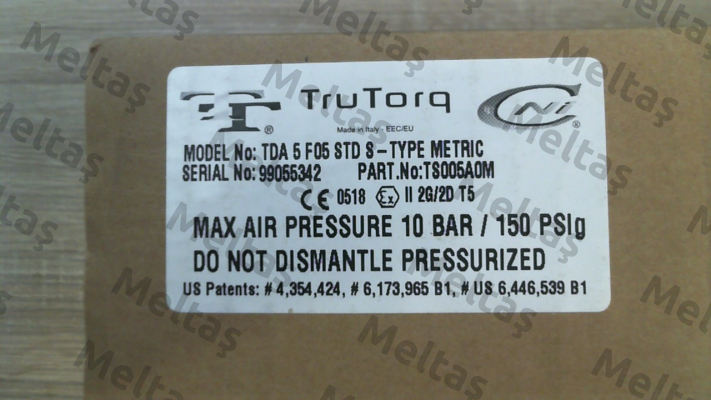 TruTorq
CNi
Made in Italy - EEC/EU
MODEL No: TDA 5 F05 STD S-TYPE METRIC
SERIAL No: 99055342 PART.No:TS005A0M
CE 0518 Ex II 2G/2D T5
MAX AIR PRESSURE 10 BAR / 150 PSIg
DO NOT DISMANTLE PRESSURIZED
US Patents: # 4,354,424, # 6,173,965 B1, # US 6,446,539 B1
Meltaş